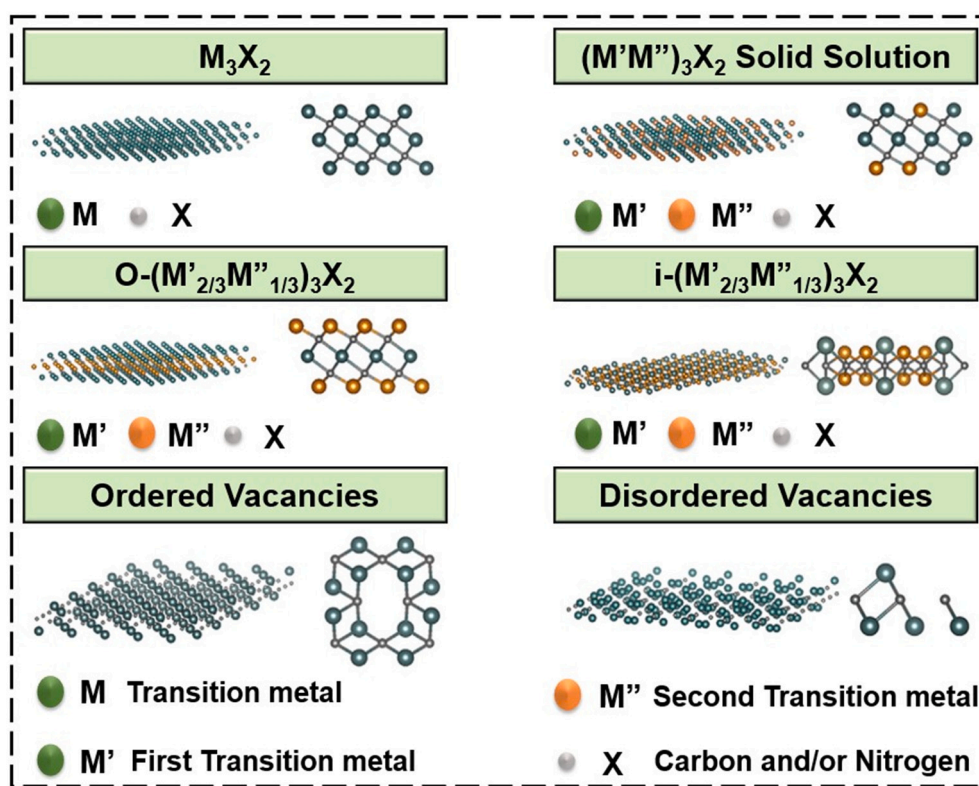 M₃X₂
(M’M”)₃X₂ Solid Solution
M X
M’ M” X
O-(M’₂/₃M”₁/₃)₃X₂
i-(M’₂/₃M”₁/₃)₃X₂
M’ M” X
M’ M” X
Ordered Vacancies
Disordered Vacancies
M Transition metal
M” Second Transition metal
M’ First Transition metal
X Carbon and/or Nitrogen